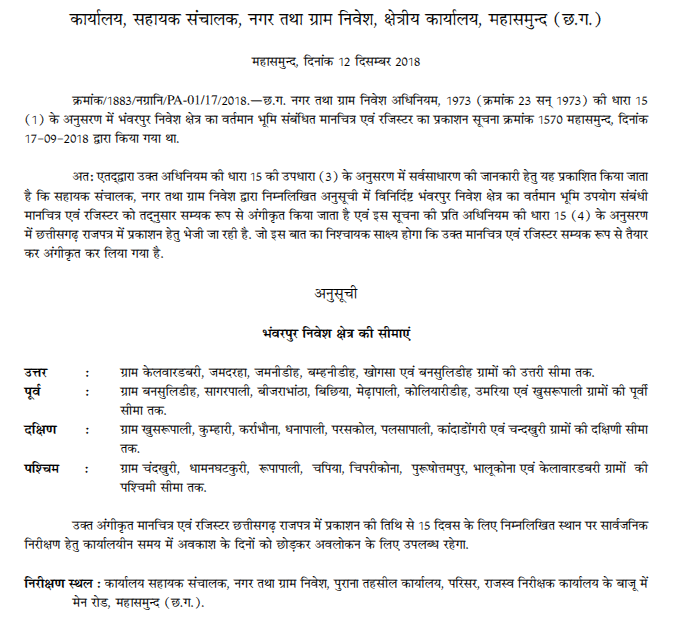 कार्यालय, सहायक संचालक, नगर तथा ग्राम निवेश, क्षेत्रीय कार्यालय, महासमुन्द (छ.ग.)
महासमुन्द, दिनांक 12 दिसम्बर 2018
क्रमांक/1883/नग्रानि/PA-01/17/2018.—छ.ग. नगर तथा ग्राम निवेश अधिनियम, 1973 (क्रमांक 23 सन् 1973) की धारा 15
(1) के अनुसरण में भंवरपुर निवेश क्षेत्र का वर्तमान भूमि संबंधित मानचित्र एवं रजिस्टर का प्रकाशन सूचना क्रमांक 1570 महासमुन्द, दिनांक
17-09-2018 द्वारा किया गया था.
अत: एतद्द्वारा उक्त अधिनियम की धारा 15 की उपधारा (3) के अनुसरण में सर्वसाधारण की जानकारी हेतु यह प्रकाशित किया जाता
है कि सहायक संचालक, नगर तथा ग्राम निवेश द्वारा निम्नलिखित अनुसूची में विनिर्दिष्ट भंवरपुर निवेश क्षेत्र का वर्तमान भूमि उपयोग संबंधी
मानचित्र एवं रजिस्टर को तद्नुसार सम्यक रूप से अंगीकृत किया जाता है एवं इस सूचना की प्रति अधिनियम की धारा 15 (4) के अनुसरण
में छत्तीसगढ़ राजपत्र में प्रकाशन हेतु भेजी जा रही है. जो इस बात का निश्चायक साक्ष्य होगा कि उक्त मानचित्र एवं रजिस्टर सम्यक रूप से तैयार
कर अंगीकृत कर लिया गया है.
अनुसूची
भंवरपुर निवेश क्षेत्र की सीमाएं
उत्तर : ग्राम केलवारडबरी, जमदरहा, जमनीडीह, बम्हनीडीह, खोगसा एवं बनसुलिडीह ग्रामों की उत्तरी सीमा तक.
पूर्व : ग्राम बनसुलिडीह, सागरपाली, बीजराभांठा, बिछिया, मेढ़ापाली, कोलियारीडीह, उमरिया एवं खुसरूपाली ग्रामों की पूर्वी
सीमा तक.
दक्षिण : ग्राम खुसरूपाली, कुम्हारी, कर्राभौना, धनापाली, परसकोल, पलसापाली, कांदाडोंगरी एवं चन्दखुरी ग्रामों की दक्षिणी सीमा
तक.
पश्चिम : ग्राम चंदखुरी, धामनघटकुरी, रूपापाली, चपिया, चिपरीकोना, पुरूषोत्तमपुर, भालूकोना एवं केलावारडबरी ग्रामों की
पश्चिमी सीमा तक.
उक्त अंगीकृत मानचित्र एवं रजिस्टर छत्तीसगढ़ राजपत्र में प्रकाशन की तिथि से 15 दिवस के लिए निम्नलिखित स्थान पर सार्वजनिक
निरीक्षण हेतु कार्यालयीन समय में अवकाश के दिनों को छोड़कर अवलोकन के लिए उपलब्ध रहेगा.
निरीक्षण स्थल : कार्यालय सहायक संचालक, नगर तथा ग्राम निवेश, पुराना तहसील कार्यालय, परिसर, राजस्व निरीक्षक कार्यालय के बाजू में
मेन रोड, महासमुन्द (छ.ग.).